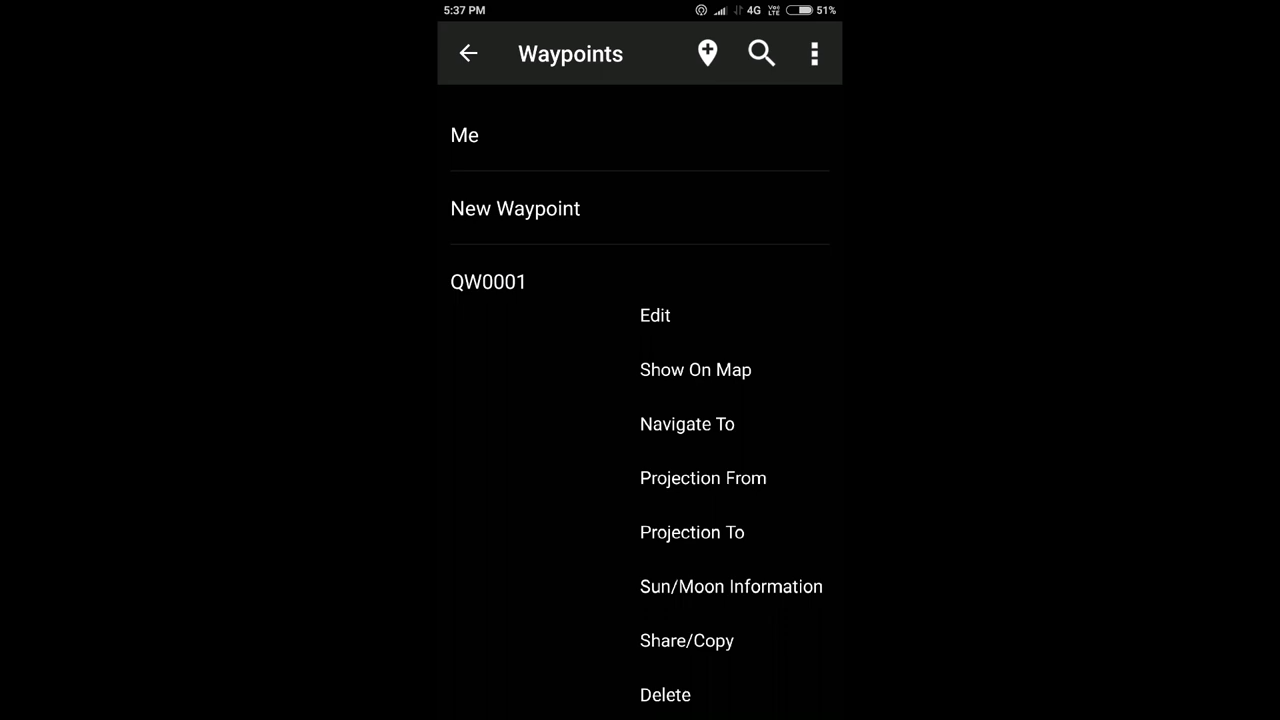 5:37 PM 4G VoLTE 51%
Waypoints
Me
New Waypoint
QW0001
Edit
Show On Map
Navigate To
Projection From
Projection To
Sun/Moon Information
Share/Copy
Delete